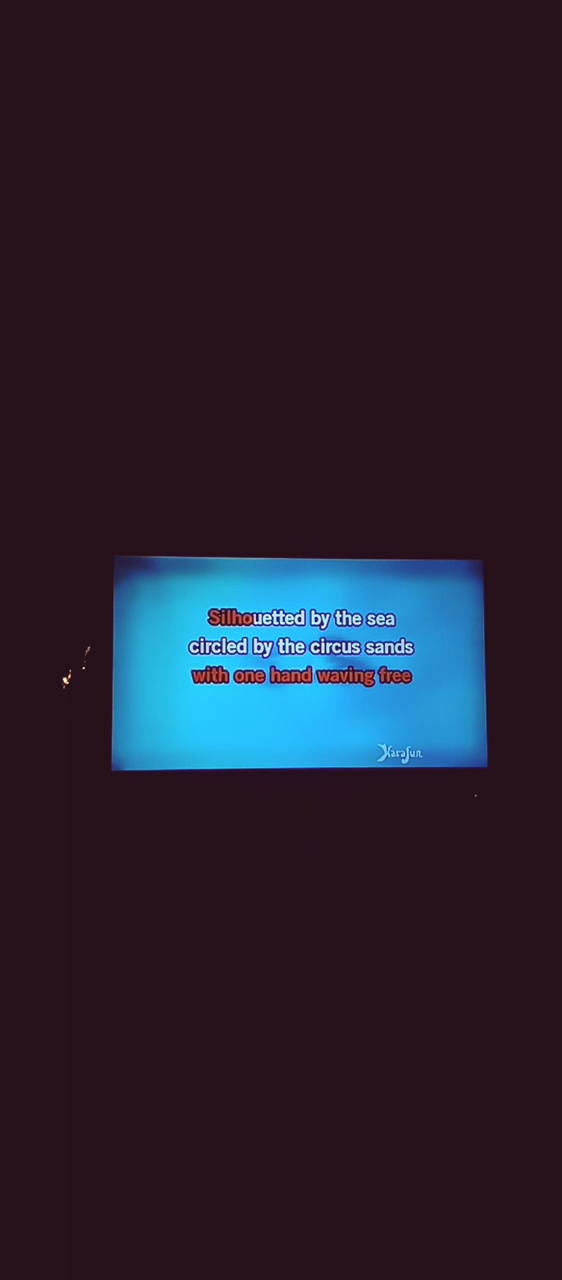 Silhouetted by the sea
circled by the circus sands
with one hand waving free
KaraFun